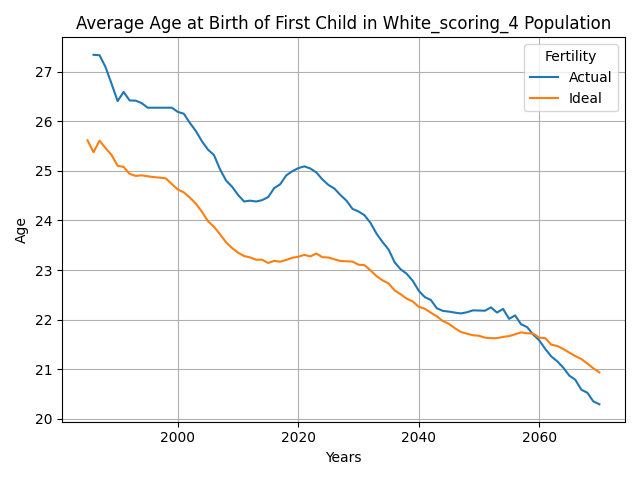 Average Age at Birth of First Child in White_scoring_4 Population
Fertility
Actual
Ideal
Age
27
26
25
24
23
22
21
20
2000
2020
2040
2060
Years